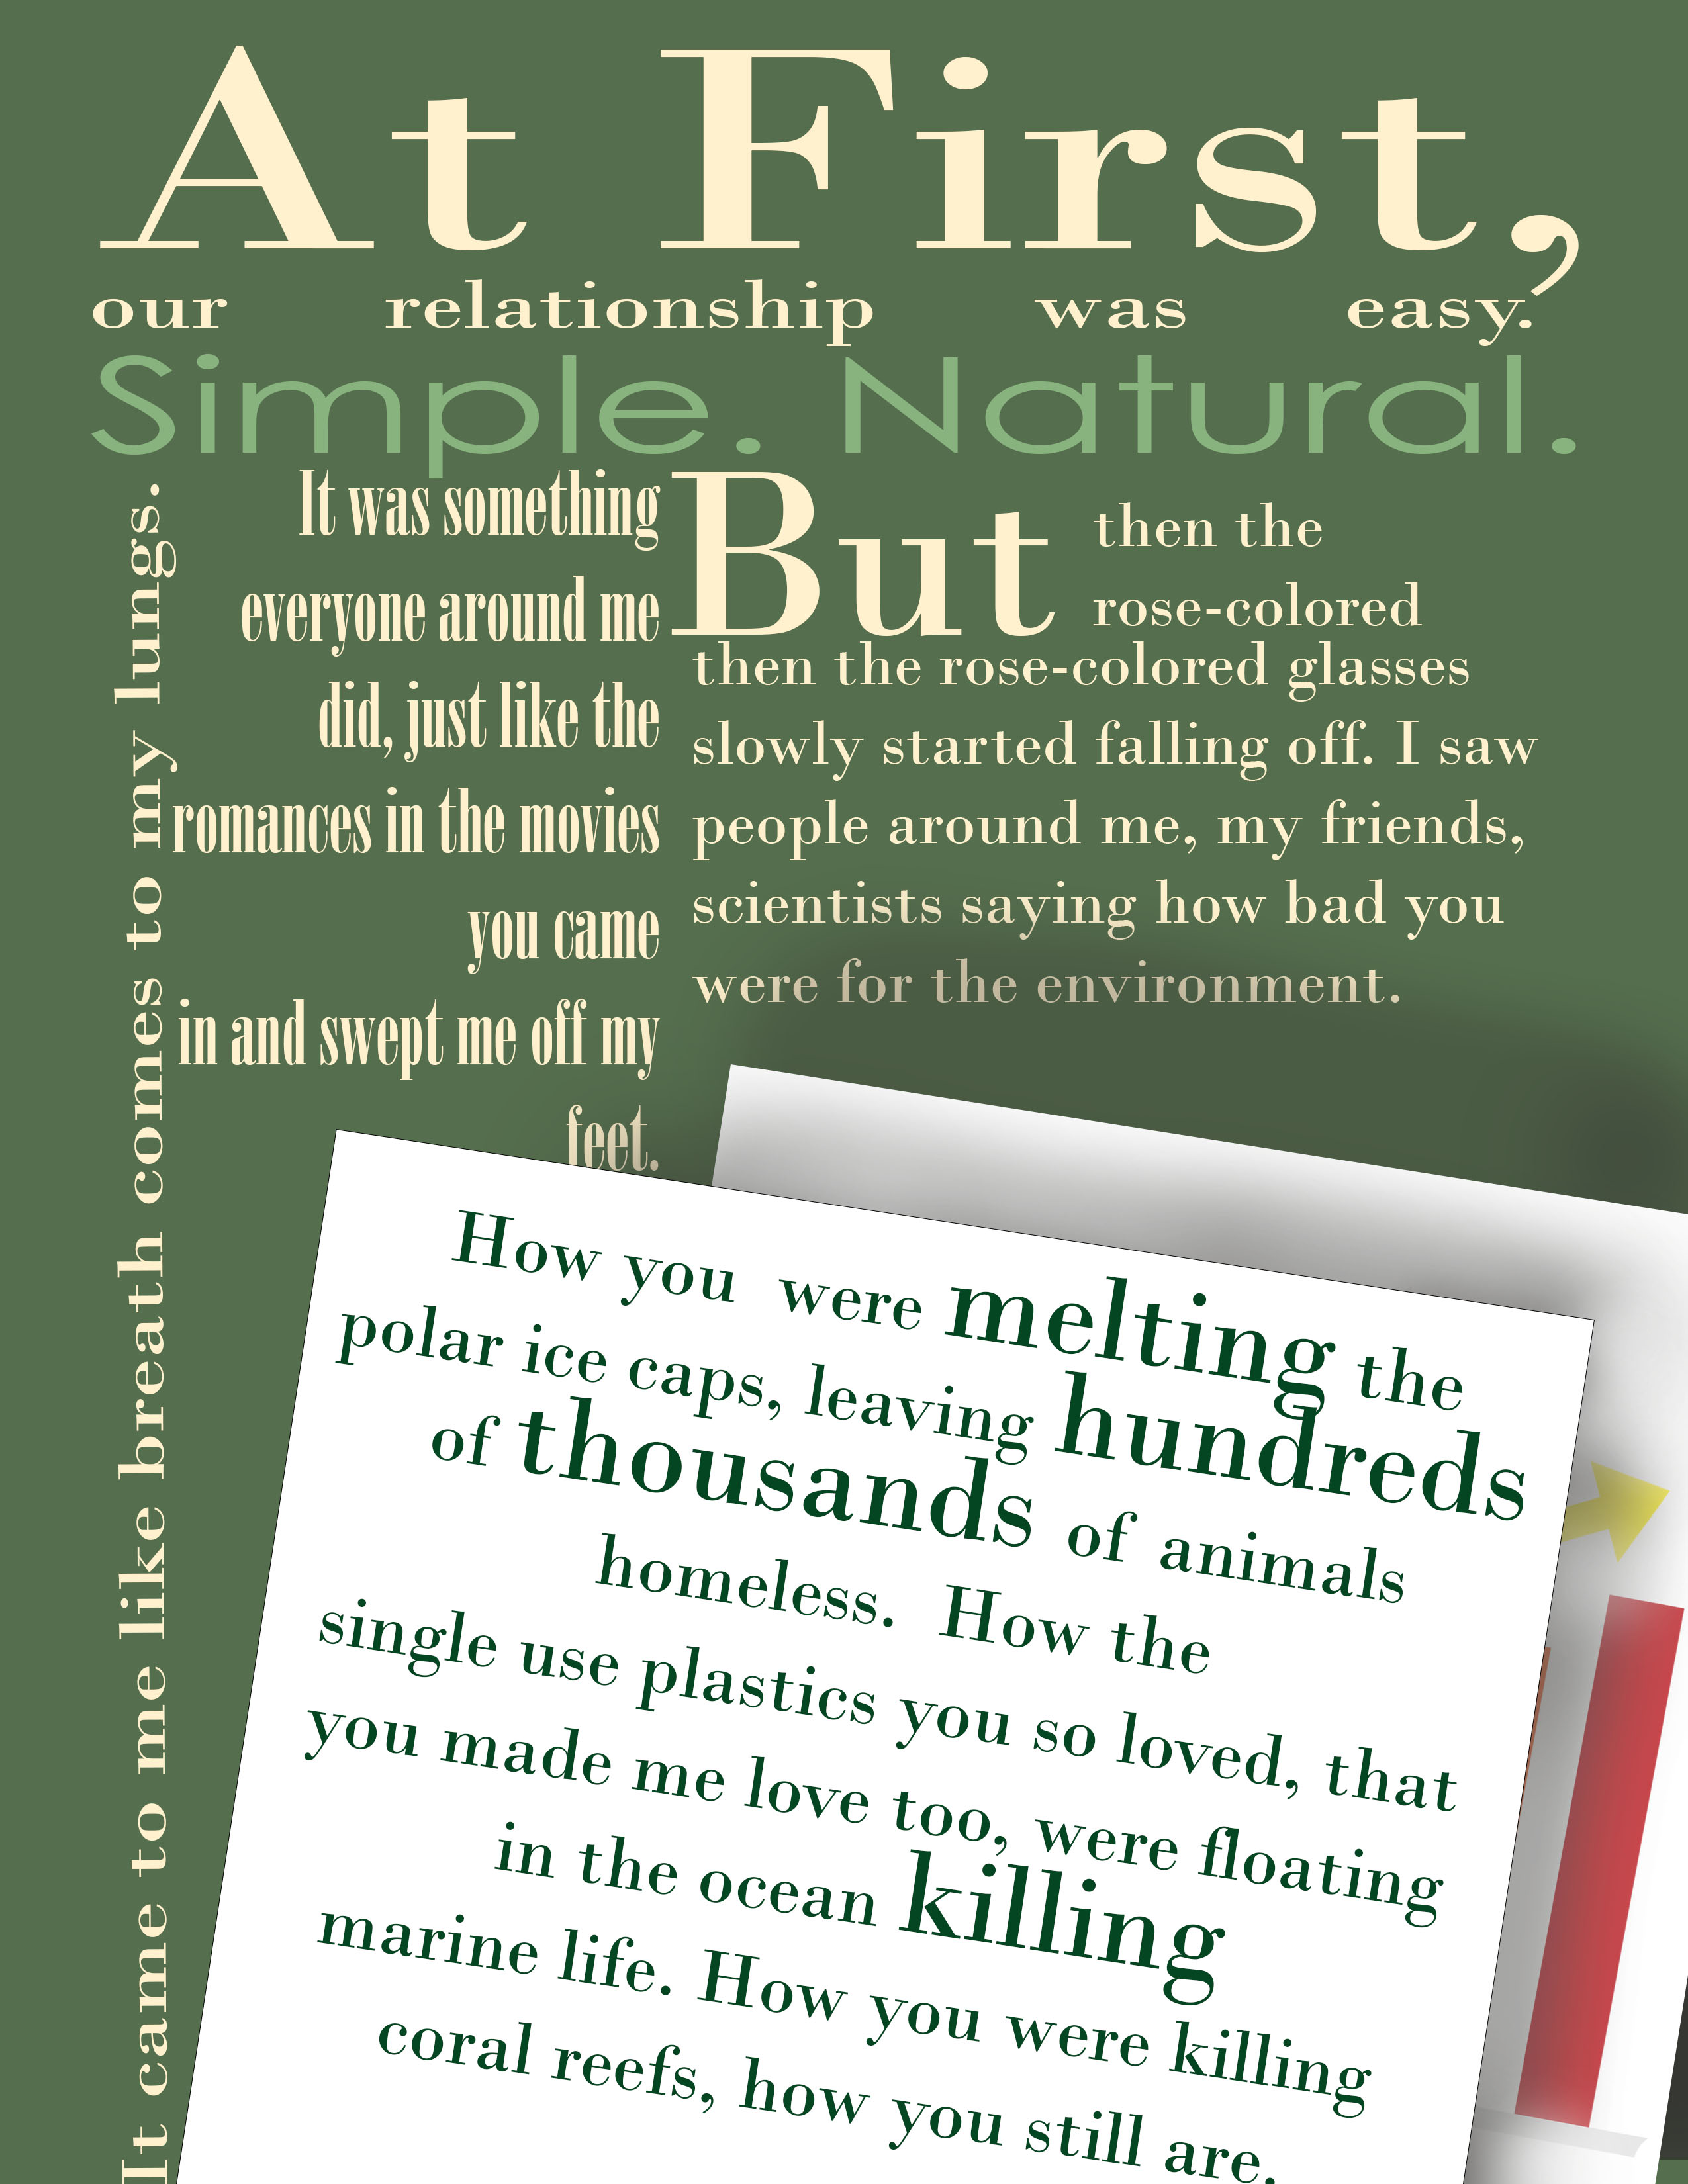 At First,
our relationship was easy.
Simple. Natural.
It came to me like breath comes to my lungs.
It was something
everyone around me
did, just like the
romances in the movies
you came
in and swept me off my
feet.
But then the
rose-colored
then the rose-colored glasses
slowly started falling off. I saw
people around me, my friends,
scientists saying how bad you
were for the environment.
How you were melting the
polar ice caps, leaving hundreds
of thousands of animals
homeless. How the
single use plastics you so loved, that
you made me love too, were floating
in the ocean killing
marine life. How you were killing
coral reefs, how you still are.